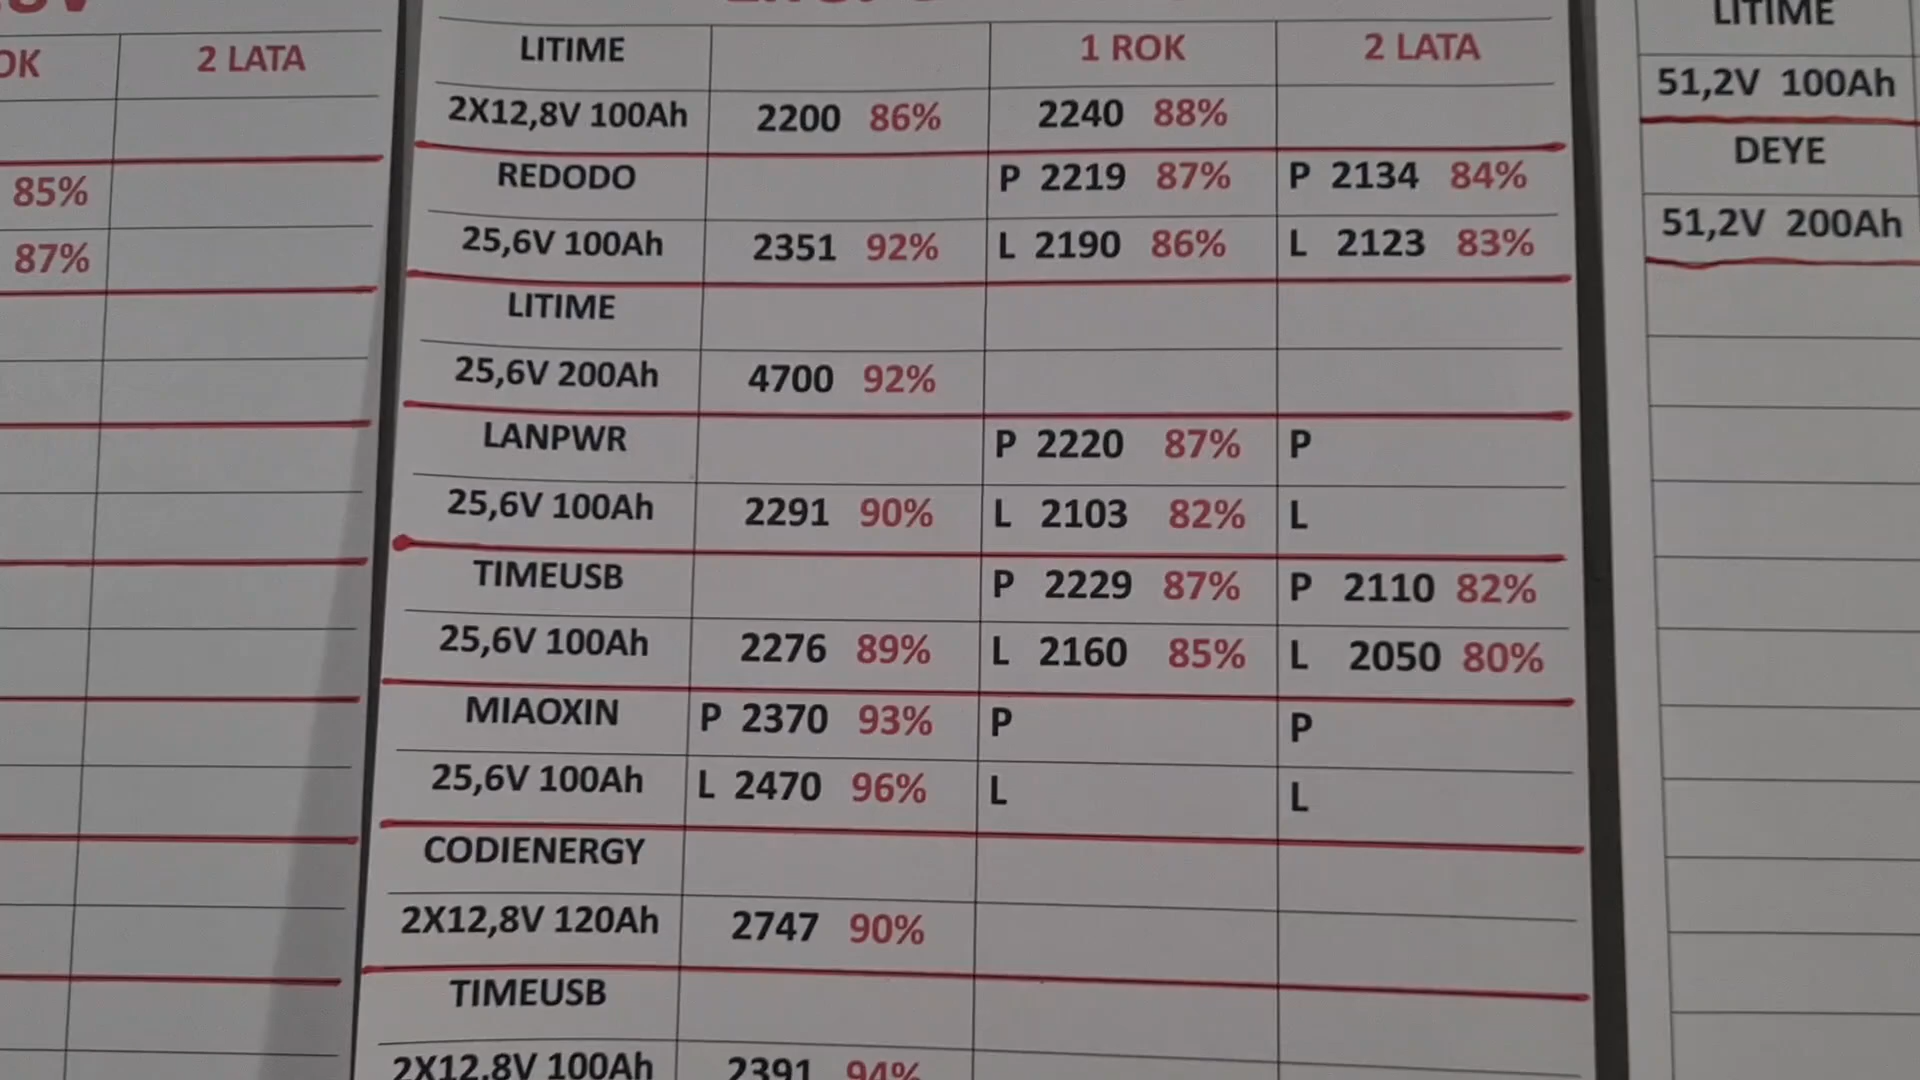 2 LATA
85%
87%
LITIME 1 ROK 2 LATA
2X12,8V 100Ah 2200 86% 2240 88%
REDODO P 2219 87% P 2134 84%
25,6V 100Ah 2351 92% L 2190 86% L 2123 83%
LITIME
25,6V 200Ah 4700 92%
LANPWR P 2220 87% P
25,6V 100Ah 2291 90% L 2103 82% L
TIMEUSB P 2229 87% P 2110 82%
25,6V 100Ah 2276 89% L 2160 85% L 2050 80%
MIAOXIN P 2370 93% P P
25,6V 100Ah L 2470 96% L L
CODIENERGY
2X12,8V 120Ah 2747 90%
TIMEUSB
2X12,8V 100Ah 2391 94%
LITIME
51,2V 100Ah
DEYE
51,2V 200Ah